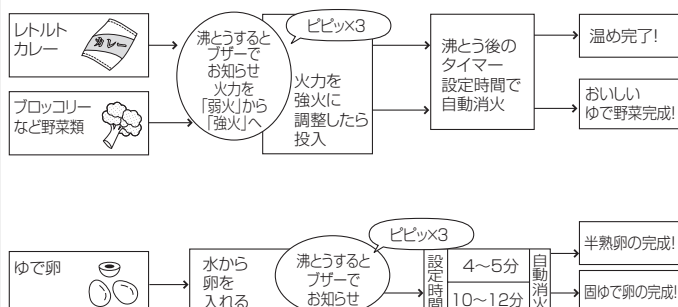 レトルト
カレー
カレー
ブロッコリー
など野菜類
沸とうすると
ブザーで
お知らせ
火力を
「弱火」から
「強火」へ
ピピッ×3
火力を
強火に
調整したら
投入
沸とう後の
タイマー
設定時間で
自動消火
温め完了!
おいしい
ゆで野菜完成!
ゆで卵
水から
卵を
入れる
沸とうすると
ブザーで
お知らせ
ピピッ×3
設定時間
4〜5分
10〜12分
自動消火
半熟卵の完成!
固ゆで卵の完成!